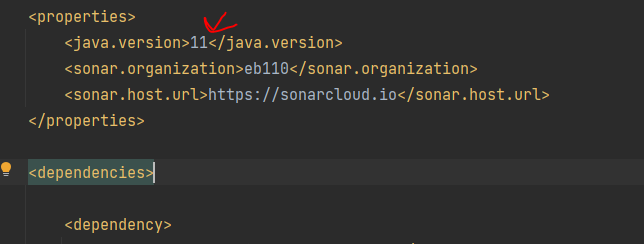 <properties>
<java.version>11</java.version>
<sonar.organization>eb110</sonar.organization>
<sonar.host.url>https://sonarcloud.io</sonar.host.url>
</properties>
<dependencies>
<dependency>